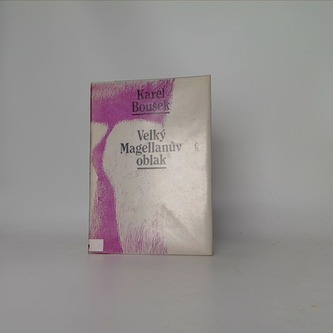 Karel
Boušek
Velký
Magellanův
oblak